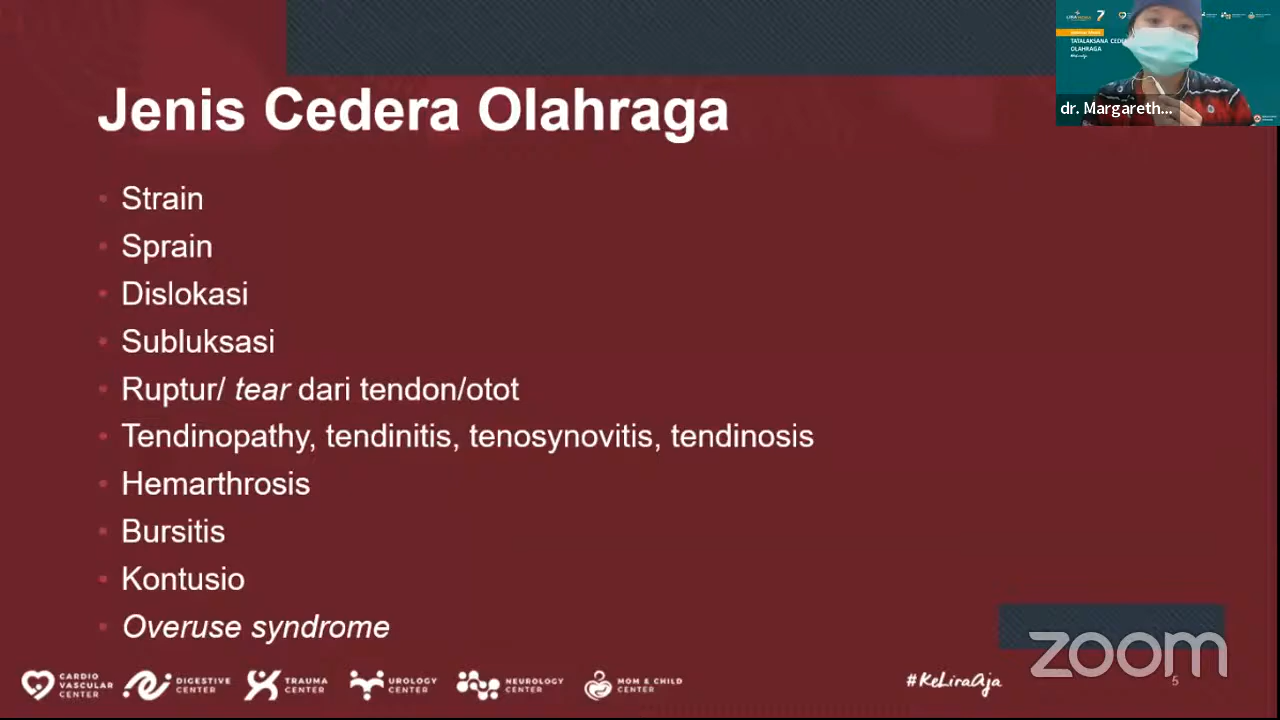 Jenis Cedera Olahraga
Strain
Sprain
Dislokasi
Subluksasi
Ruptur/ tear dari tendon/otot
Tendinopathy, tendinitis, tenosynovitis, tendinosis
Hemarthrosis
Bursitis
Kontusio
Overuse syndrome
TATALAKSANA
OLAHRAGA
dr. Margareth...
CARDIO
VASCULAR
CENTER
DIGESTIVE
CENTER
TRAUMA
CENTER
UROLOGY
CENTER
NEUROLOGY
CENTER
MOM & CHILD
CENTER
#KeLiraAja
zoom
5